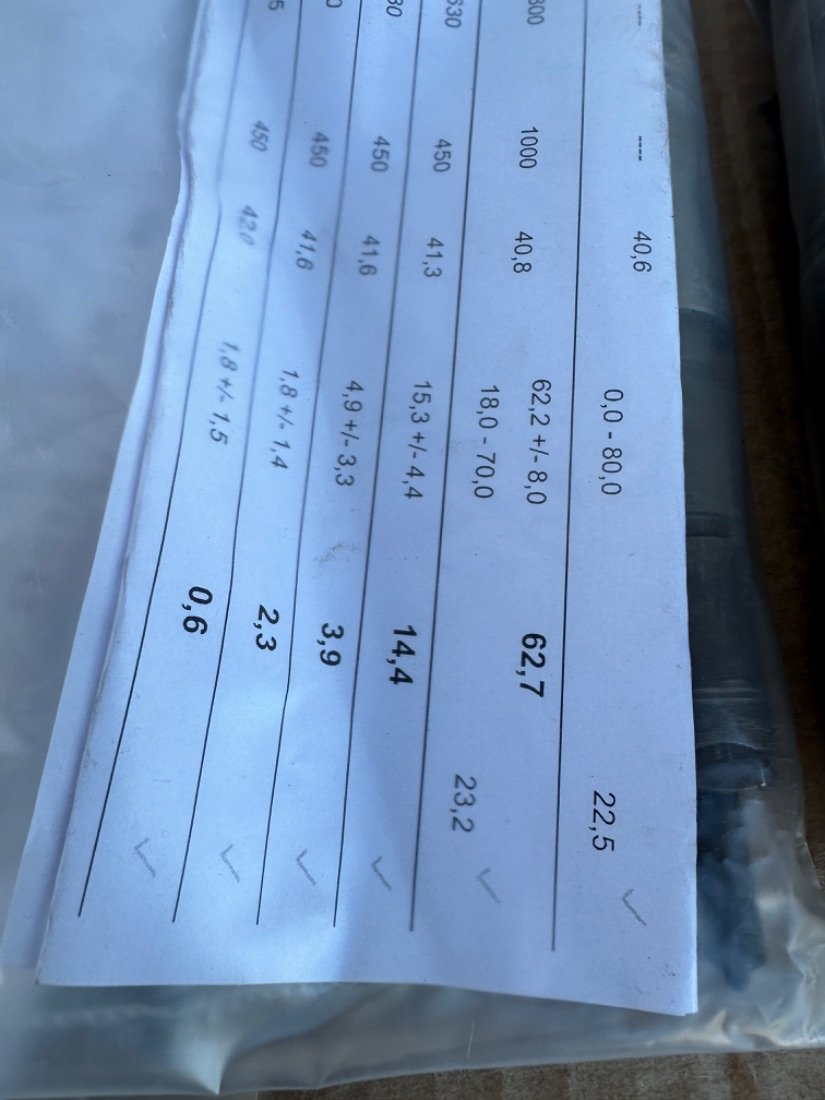 ---- ---- 40,6
0,0 - 80,0 22,5 ✓
1000 40,8 62,2 +/- 8,0 62,7
18,0 - 70,0 23,2 ✓
450 41,3 15,3 +/- 4,4 14,4 ✓
450 41,6 4,9 +/- 3,3 3,9 ✓
450 41,6 1,8 +/- 1,4 2,3 ✓
450 42,0 1,8 +/- 1,5 0,6 ✓